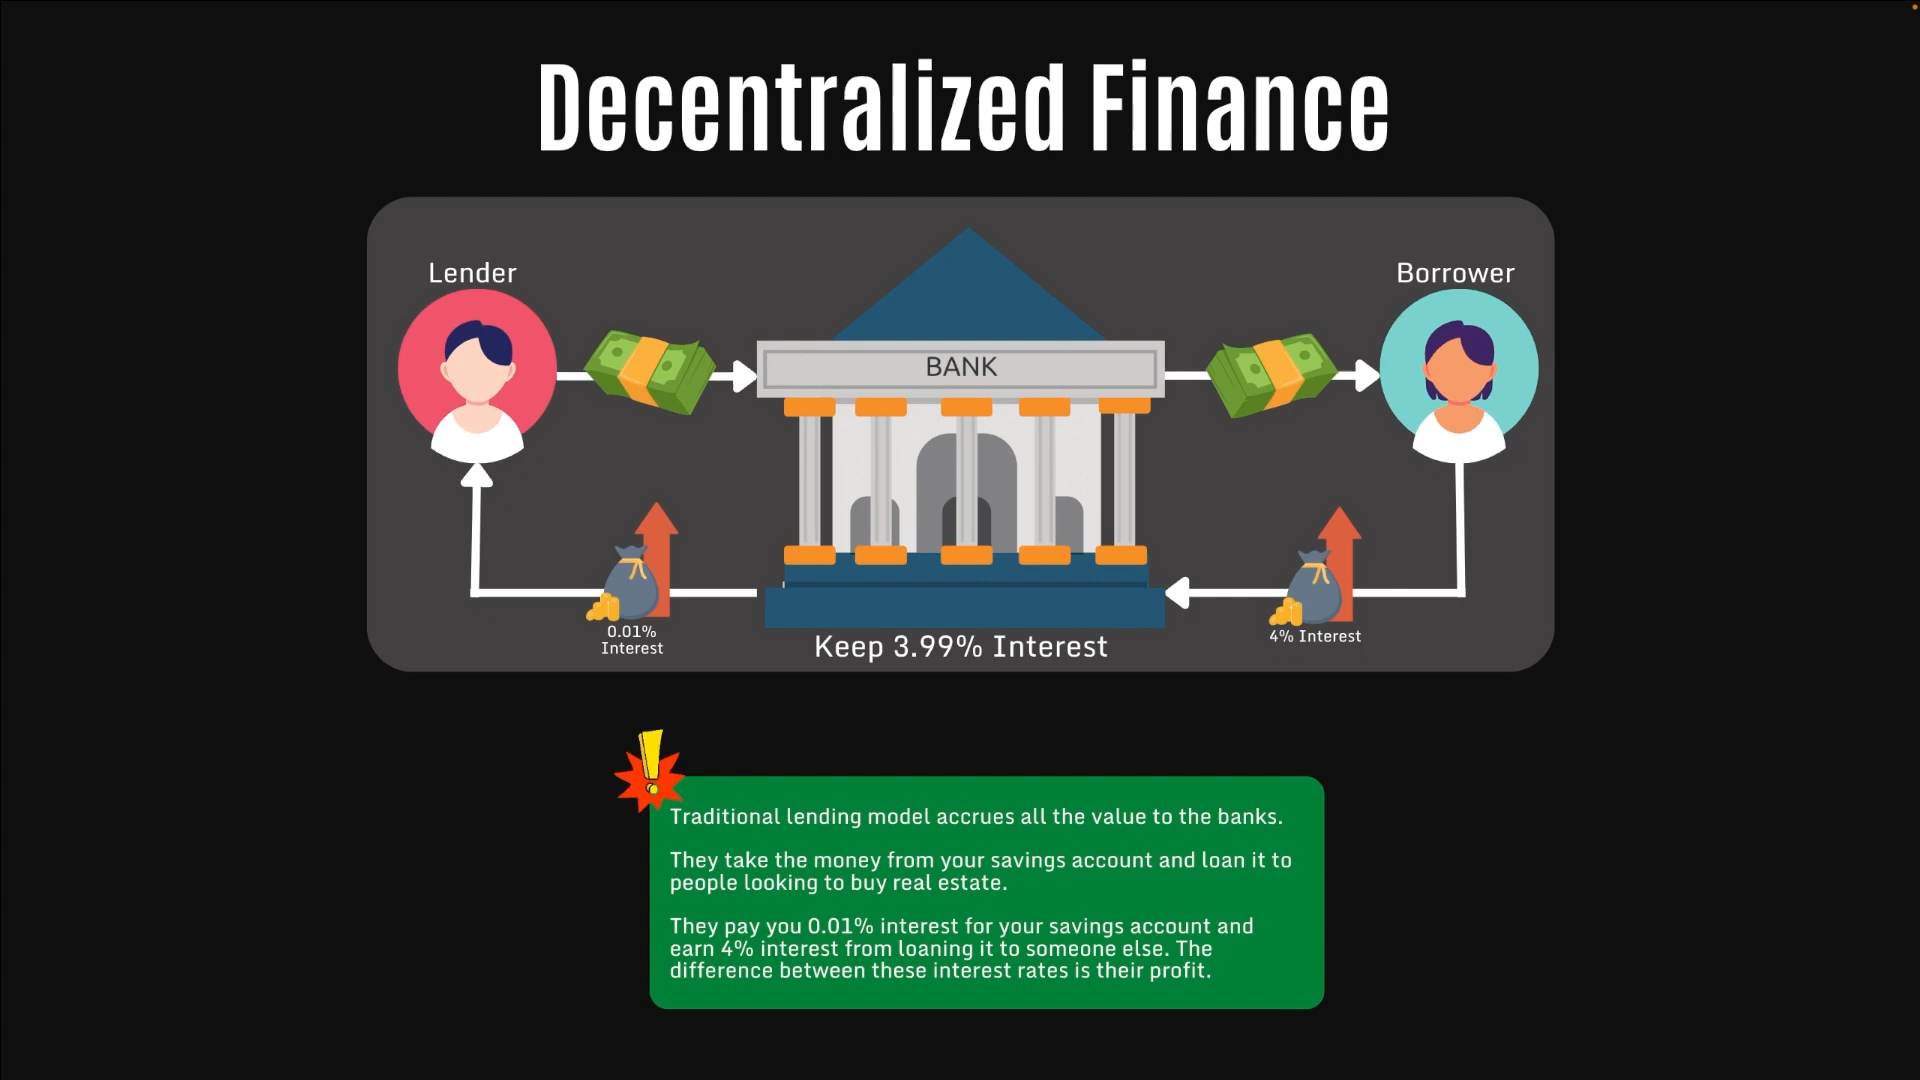 Decentralized Finance
Lender
Borrower
BANK
0.01%
Interest
Keep 3.99% Interest
4% Interest
Traditional lending model accrues all the value to the banks.
They take the money from your savings account and loan it to
people looking to buy real estate.
They pay you 0.01% interest for your savings account and
earn 4% interest from loaning it to someone else. The
difference between these interest rates is their profit.